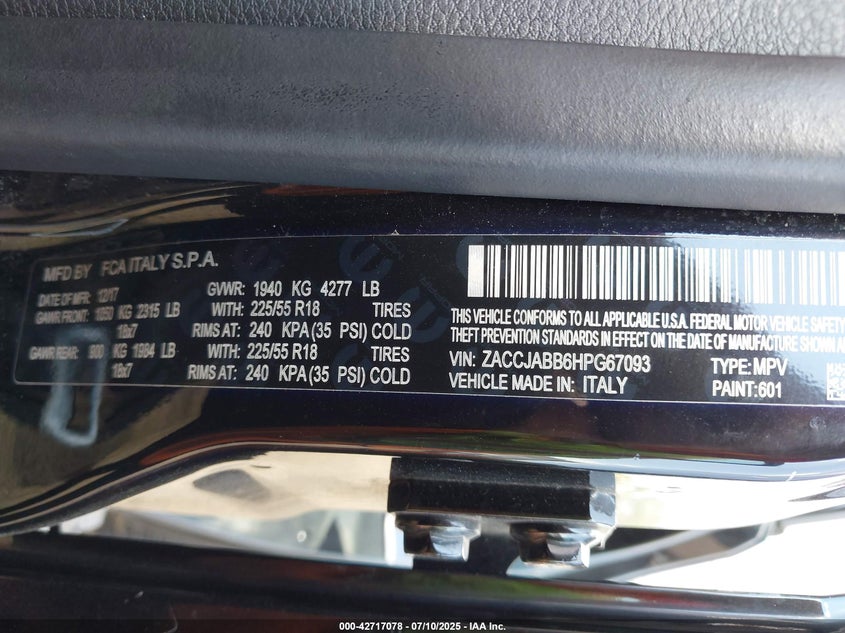 MFD BY FCA ITALY S.P.A.
DATE OF MFR: 12/17 GVWR: 1940 KG 4277 LB
GAWR FRONT: 1050 KG 2315 LB WITH: 225/55 R18 TIRES
18x7 RIMS AT: 240 KPA (35 PSI) COLD
GAWR REAR: 900 KG 1984 LB WITH: 225/55 R18 TIRES
18x7 RIMS AT: 240 KPA (35 PSI) COLD
THIS VEHICLE CONFORMS TO ALL APPLICABLE U.S.A. FEDERAL MOTOR VEHICLE SAFETY
THEFT PREVENTION STANDARDS IN EFFECT ON THE DATE OF MANUFACTURE SHOWN
VIN: ZACCJABB6HPG67093 TYPE: MPV
VEHICLE MADE IN: ITALY PAINT: 601
000-42717078 - 07/10/2025 - IAA Inc.